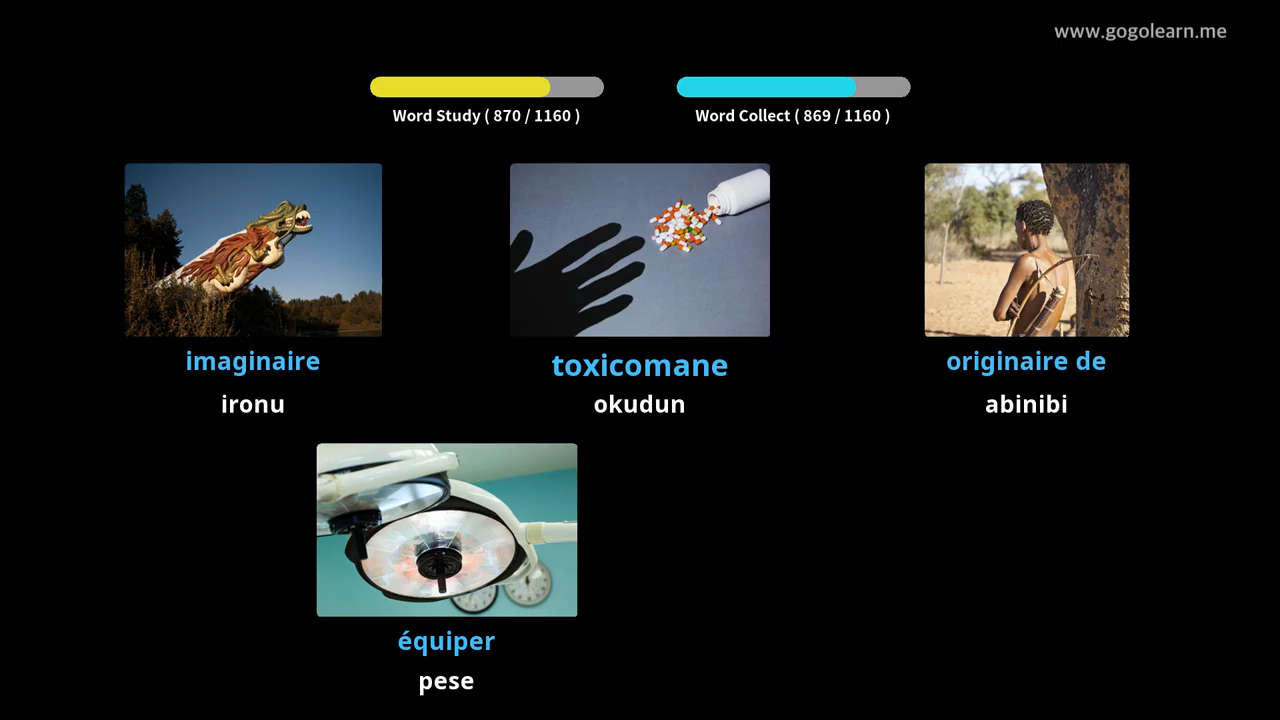 www.gogolearn.me
Word Study ( 870 / 1160 )
Word Collect ( 869 / 1160 )
imaginaire
toxicomane
originaire de
ironu
okudun
abinibi
équiper
pese